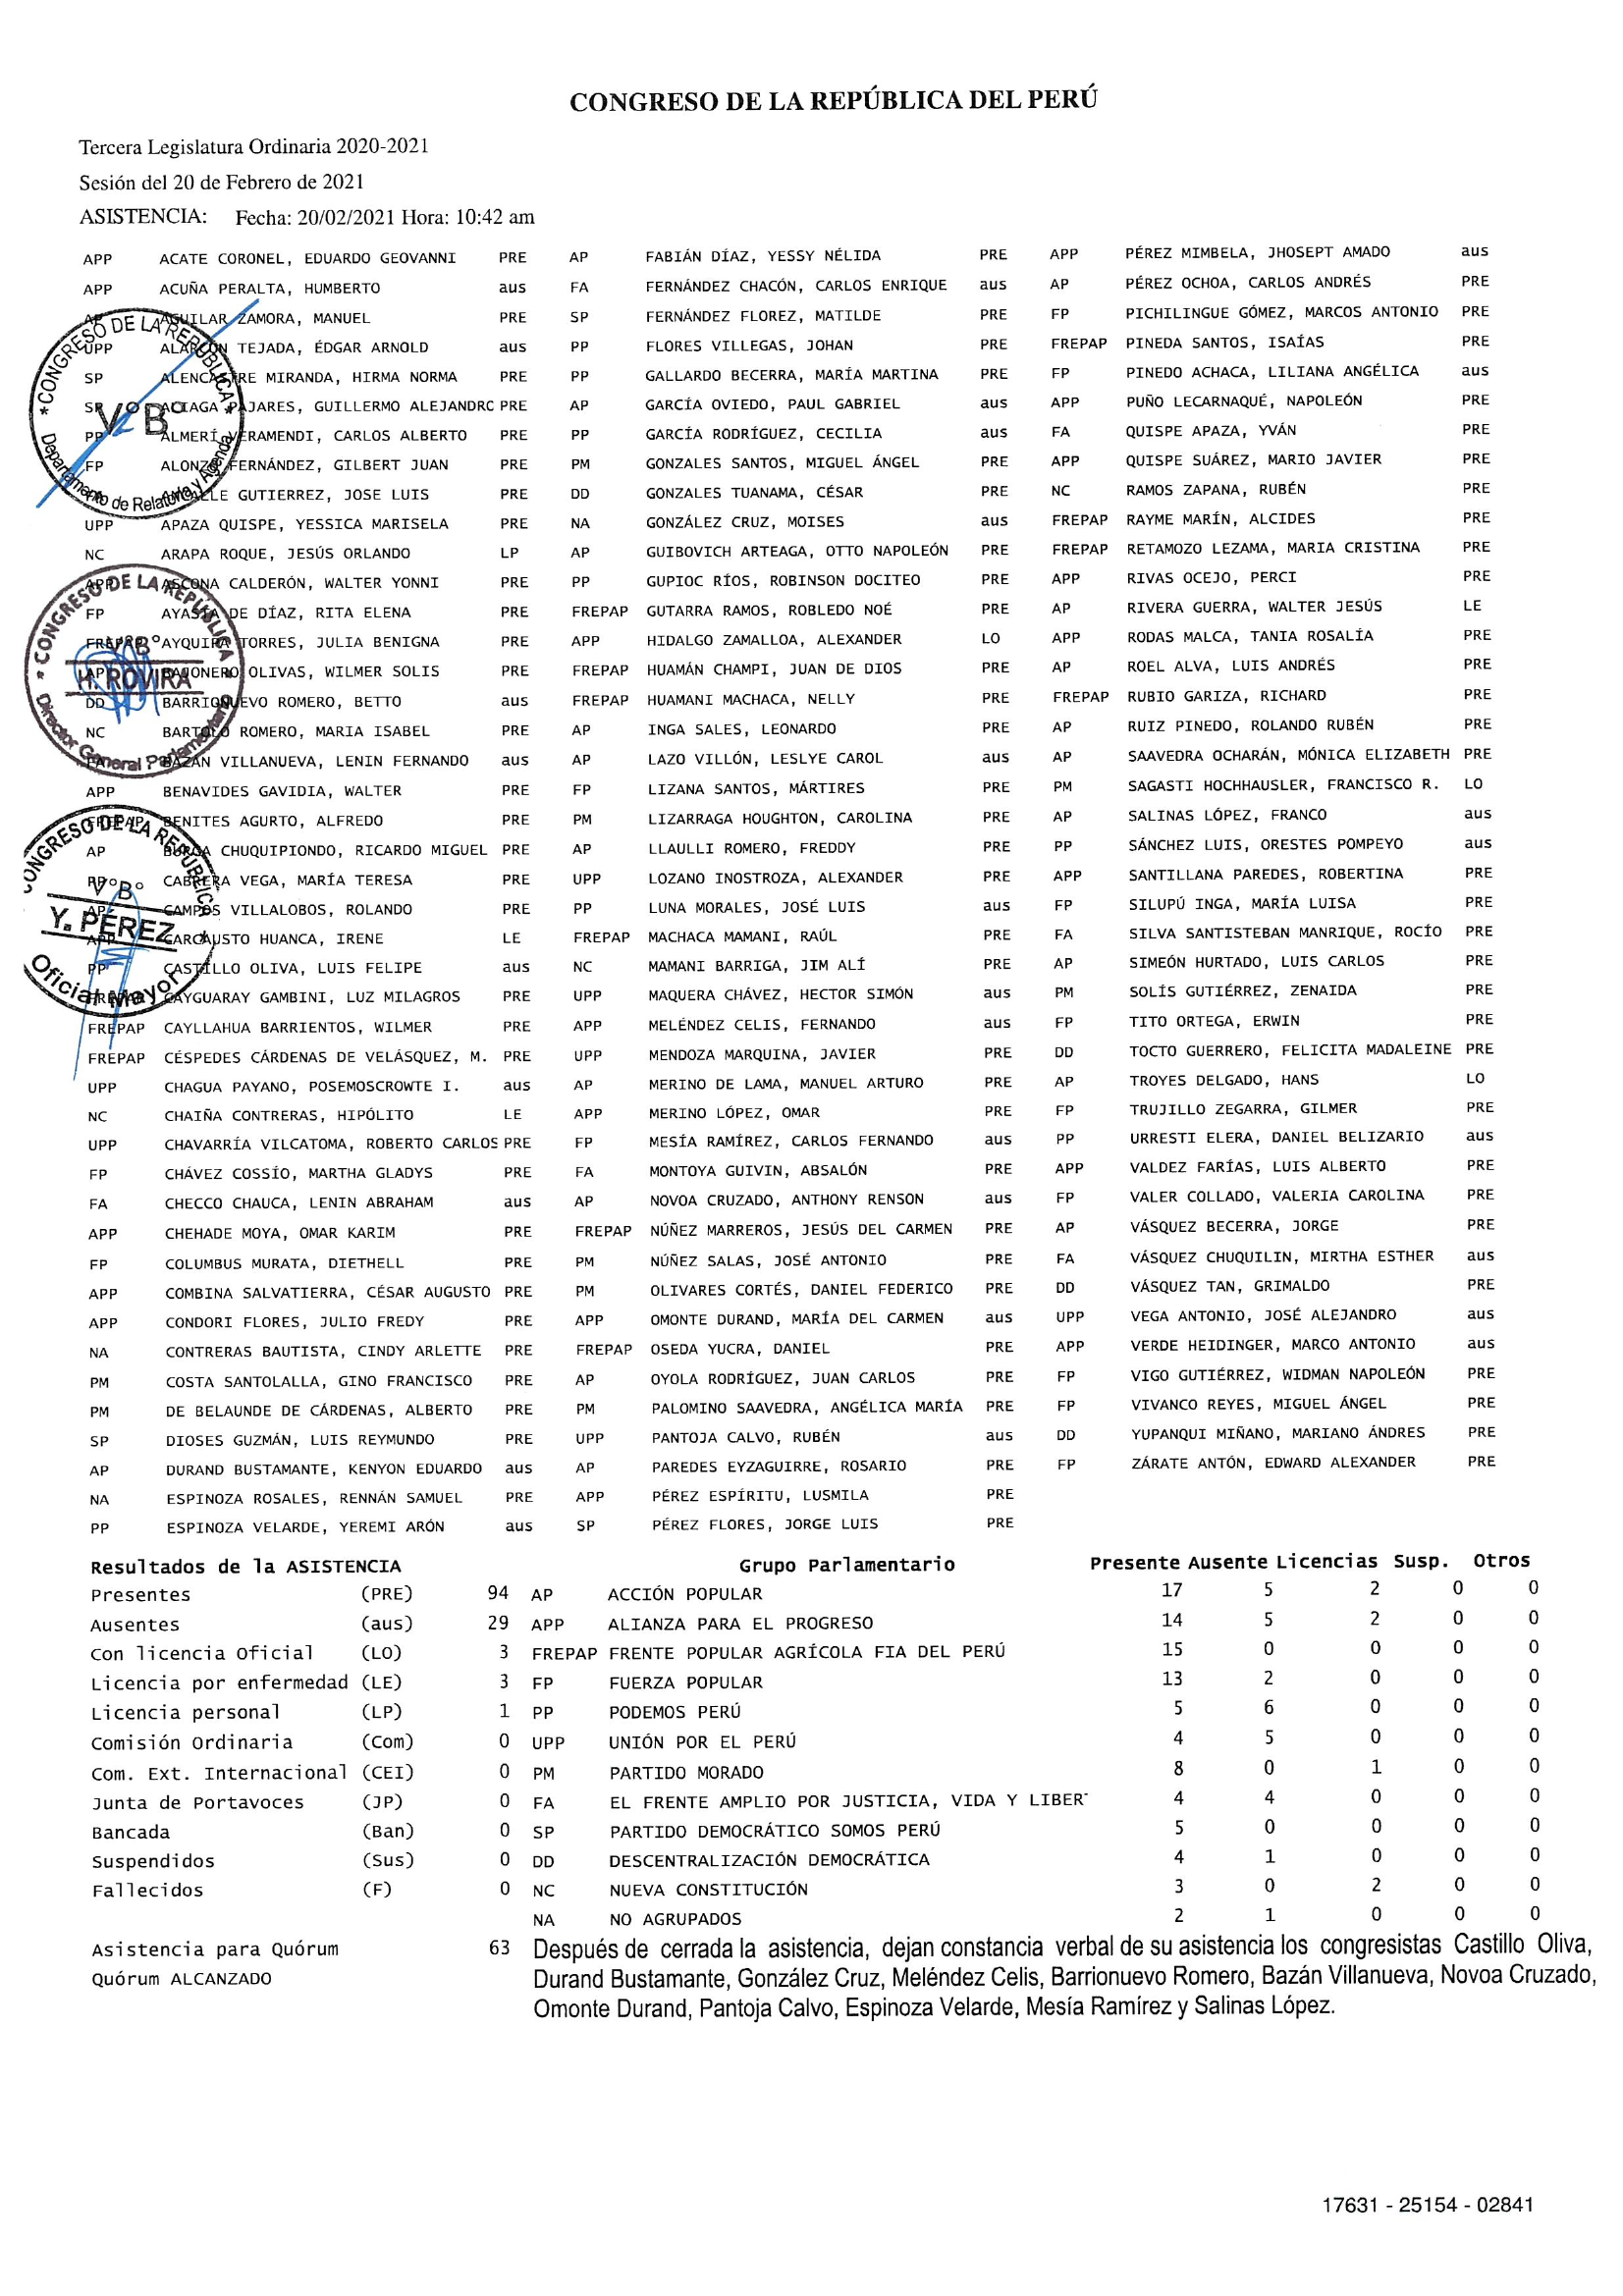 CONGRESO DE LA REPÚBLICA DEL PERÚ
Tercera Legislatura Ordinaria 2020-2021
Sesión del 20 de Febrero de 2021
ASISTENCIA: Fecha: 20/02/2021 Hora: 10:42 am
APP ACATE CORONEL, EDUARDO GEOVANNI PRE AP FABIÁN DÍAZ, YESSY NÉLIDA PRE APP PÉREZ MIMBELA, JHOSEPT AMADO aus
APP ACUÑA PERALTA, HUMBERTO aus FA FERNÁNDEZ CHACÓN, CARLOS ENRIQUE aus AP PÉREZ OCHOA, CARLOS ANDRÉS PRE
AP AGUILAR ZAMORA, MANUEL PRE SP FERNÁNDEZ FLOREZ, MATILDE PRE FP PICHILINGUE GÓMEZ, MARCOS ANTONIO PRE
UPP ALARCÓN TEJADA, ÉDGAR ARNOLD aus PP FLORES VILLEGAS, JOHAN PRE FREPAP PINEDA SANTOS, ISAÍAS PRE
SP ALENCASTRE MIRANDA, HIRMA NORMA PRE PP GALLARDO BECERRA, MARÍA MARTINA PRE FP PINEDO ACHACA, LILIANA ANGÉLICA aus
SP ALIAGA PAJARES, GUILLERMO ALEJANDRO PRE AP GARCÍA OVIEDO, PAUL GABRIEL aus APP PUÑO LECARNAQUÉ, NAPOLEÓN PRE
PP ALMERÍ VERAMENDI, CARLOS ALBERTO PRE PP GARCÍA RODRÍGUEZ, CECILIA aus FA QUISPE APAZA, YVÁN PRE
FP ALONZO FERNÁNDEZ, GILBERT JUAN PRE PM GONZALES SANTOS, MIGUEL ÁNGEL PRE APP QUISPE SUÁREZ, MARIO JAVIER PRE
GUTIERREZ, JOSE LUIS PRE DD GONZALES TUANAMA, CÉSAR PRE NC RAMOS ZAPANA, RUBÉN PRE
UPP APAZA QUISPE, YESSICA MARISELA PRE NA GONZÁLEZ CRUZ, MOISES aus FREPAP RAYME MARÍN, ALCIDES PRE
NC ARAPA ROQUE, JESÚS ORLANDO LP AP GUIBOVICH ARTEAGA, OTTO NAPOLEÓN PRE FREPAP RETAMOZO LEZAMA, MARIA CRISTINA PRE
APP ASCONA CALDERÓN, WALTER YONNI PRE PP GUPIOC RÍOS, ROBINSON DOCITEO PRE APP RIVAS OCEJO, PERCI PRE
FP AYASTA DE DÍAZ, RITA ELENA PRE FREPAP GUTARRA RAMOS, ROBLEDO NOÉ PRE AP RIVERA GUERRA, WALTER JESÚS LE
FREPAP AYQUIPA TORRES, JULIA BENIGNA PRE APP HIDALGO ZAMALLOA, ALEXANDER LO APP RODAS MALCA, TANIA ROSALÍA PRE
AP BAJONERO OLIVAS, WILMER SOLIS PRE FREPAP HUAMÁN CHAMPI, JUAN DE DIOS PRE AP ROEL ALVA, LUIS ANDRÉS PRE
DD BARRIONUEVO ROMERO, BETTO aus FREPAP HUAMANI MACHACA, NELLY PRE FREPAP RUBIO GARIZA, RICHARD PRE
NC BARTOLO ROMERO, MARIA ISABEL PRE AP INGA SALES, LEONARDO PRE AP RUIZ PINEDO, ROLANDO RUBÉN PRE
FA BAZÁN VILLANUEVA, LENIN FERNANDO aus AP LAZO VILLÓN, LESLYE CAROL aus AP SAAVEDRA OCHARÁN, MÓNICA ELIZABETH PRE
APP BENAVIDES GAVIDIA, WALTER PRE FP LIZANA SANTOS, MÁRTIRES PRE PM SAGASTI HOCHHAUSLER, FRANCISCO R. LO
FREPAP BENITES AGURTO, ALFREDO PRE PM LIZARRAGA HOUGHTON, CAROLINA PRE AP SALINAS LÓPEZ, FRANCO aus
AP BURGA CHUQUIPIONDO, RICARDO MIGUEL PRE AP LLAULLI ROMERO, FREDDY PRE PP SÁNCHEZ LUIS, ORESTES POMPEYO aus
PP CABRERA VEGA, MARÍA TERESA PRE UPP LOZANO INOSTROZA, ALEXANDER PRE APP SANTILLANA PAREDES, ROBERTINA PRE
AP CAMPOS VILLALOBOS, ROLANDO PRE PP LUNA MORALES, JOSÉ LUIS aus FP SILUPÚ INGA, MARÍA LUISA PRE
APP CARCAUSTO HUANCA, IRENE LE FREPAP MACHACA MAMANI, RAÚL PRE FA SILVA SANTISTEBAN MANRIQUE, ROCÍO PRE
PP CASTILLO OLIVA, LUIS FELIPE aus NC MAMANI BARRIGA, JIM ALÍ PRE AP SIMEÓN HURTADO, LUIS CARLOS PRE
FREPAP CAYGUARAY GAMBINI, LUZ MILAGROS PRE UPP MAQUERA CHÁVEZ, HECTOR SIMÓN aus PM SOLÍS GUTIÉRREZ, ZENAIDA PRE
FREPAP CAYLLAHUA BARRIENTOS, WILMER PRE APP MELÉNDEZ CELIS, FERNANDO aus FP TITO ORTEGA, ERWIN PRE
FREPAP CÉSPEDES CÁRDENAS DE VELÁSQUEZ, M. PRE UPP MENDOZA MARQUINA, JAVIER PRE DD TOCTO GUERRERO, FELICITA MADALEINE PRE
UPP CHAGUA PAYANO, POSEMOSCROWTE I. aus AP MERINO DE LAMA, MANUEL ARTURO PRE AP TROYES DELGADO, HANS LO
NC CHAIÑA CONTRERAS, HIPÓLITO LE APP MERINO LÓPEZ, OMAR PRE FP TRUJILLO ZEGARRA, GILMER PRE
UPP CHAVARRÍA VILCATOMA, ROBERTO CARLOS PRE FP MESÍA RAMÍREZ, CARLOS FERNANDO aus PP URRESTI ELERA, DANIEL BELIZARIO aus
FP CHÁVEZ COSSÍO, MARTHA GLADYS PRE FA MONTOYA GUIVIN, ABSALÓN PRE APP VALDEZ FARÍAS, LUIS ALBERTO PRE
FA CHECCO CHAUCA, LENIN ABRAHAM aus AP NOVOA CRUZADO, ANTHONY RENSON aus FP VALER COLLADO, VALERIA CAROLINA PRE
APP CHEHADE MOYA, OMAR KARIM PRE FREPAP NÚÑEZ MARREROS, JESÚS DEL CARMEN PRE AP VÁSQUEZ BECERRA, JORGE PRE
FP COLUMBUS MURATA, DIETHELL PRE PM NÚÑEZ SALAS, JOSÉ ANTONIO PRE FA VÁSQUEZ CHUQUILIN, MIRTHA ESTHER aus
APP COMBINA SALVATIERRA, CÉSAR AUGUSTO PRE PM OLIVARES CORTÉS, DANIEL FEDERICO PRE DD VÁSQUEZ TAN, GRIMALDO PRE
APP CONDORI FLORES, JULIO FREDY PRE APP OMONTE DURAND, MARÍA DEL CARMEN aus UPP VEGA ANTONIO, JOSÉ ALEJANDRO aus
NA CONTRERAS BAUTISTA, CINDY ARLETTE PRE FREPAP OSEDA YUCRA, DANIEL PRE APP VERDE HEIDINGER, MARCO ANTONIO aus
PM COSTA SANTOLALLA, GINO FRANCISCO PRE AP OYOLA RODRÍGUEZ, JUAN CARLOS PRE FP VIGO GUTIÉRREZ, WIDMAN NAPOLEÓN PRE
PM DE BELAUNDE DE CÁRDENAS, ALBERTO PRE PM PALOMINO SAAVEDRA, ANGÉLICA MARÍA PRE FP VIVANCO REYES, MIGUEL ÁNGEL PRE
SP DIOSES GUZMÁN, LUIS REYMUNDO PRE UPP PANTOJA CALVO, RUBÉN aus DD YUPANQUI MIÑANO, MARIANO ÁNDRES PRE
AP DURAND BUSTAMANTE, KENYON EDUARDO aus AP PAREDES EYZAGUIRRE, ROSARIO PRE FP ZÁRATE ANTÓN, EDWARD ALEXANDER PRE
NA ESPINOZA ROSALES, RENNÁN SAMUEL PRE APP PÉREZ ESPÍRITU, LUSMILA PRE
PP ESPINOZA VELARDE, YEREMI ARÓN aus SP PÉREZ FLORES, JORGE LUIS PRE
CONGRESO DE LA REPÚBLICA
V°B°
Departamento de Relatoría y Agenda
CONGRESO DE LA REPÚBLICA
V°B°
H. ROVIRA
Director General Parlamentario
CONGRESO DE LA REPÚBLICA
V°B°
Y. PÉREZ
Oficial Mayor
Resultados de la ASISTENCIA Grupo Parlamentario Presente Ausente Licencias Susp. Otros
Presentes (PRE) 94 AP ACCIÓN POPULAR 17 5 2 0 0
Ausentes (aus) 29 APP ALIANZA PARA EL PROGRESO 14 5 2 0 0
Con licencia Oficial (LO) 3 FREPAP FRENTE POPULAR AGRÍCOLA FIA DEL PERÚ 15 0 0 0 0
Licencia por enfermedad (LE) 3 FP FUERZA POPULAR 13 2 0 0 0
Licencia personal (LP) 1 PP PODEMOS PERÚ 5 6 0 0 0
Comisión Ordinaria (Com) 0 UPP UNIÓN POR EL PERÚ 4 5 0 0 0
Com. Ext. Internacional (CEI) 0 PM PARTIDO MORADO 8 0 1 0 0
Junta de Portavoces (JP) 0 FA EL FRENTE AMPLIO POR JUSTICIA, VIDA Y LIBER 4 4 0 0 0
Bancada (Ban) 0 SP PARTIDO DEMOCRÁTICO SOMOS PERÚ 5 0 0 0 0
Suspendidos (Sus) 0 DD DESCENTRALIZACIÓN DEMOCRÁTICA 4 1 0 0 0
Fallecidos (F) 0 NC NUEVA CONSTITUCIÓN 3 0 2 0 0
NA NO AGRUPADOS 2 1 0 0 0
Asistencia para Quórum 63
Quórum ALCANZADO
Después de cerrada la asistencia, dejan constancia verbal de su asistencia los congresistas Castillo Oliva,
Durand Bustamante, González Cruz, Meléndez Celis, Barrionuevo Romero, Bazán Villanueva, Novoa Cruzado,
Omonte Durand, Pantoja Calvo, Espinoza Velarde, Mesía Ramírez y Salinas López.
17631 - 25154 - 02841